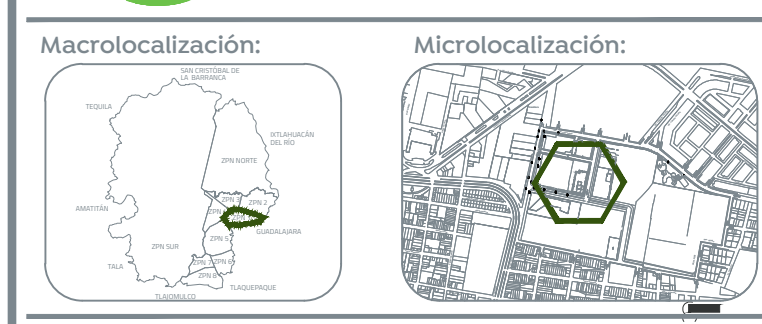 Macrolocalización:
Microlocalización:
SAN CRISTÓBAL DE
LA BARRANCA
TEQUILA
IXTLAHUACÁN
DEL RÍO
ZPN NORTE
AMATITÁN
ZPN 3
ZPN 2
ZPN
GUADALAJARA
ZPN 5
ZPN SUR
TALA
ZPN 7
ZPN 6
ZPN 8
TLAQUEPAQUE
TLAJOMULCO